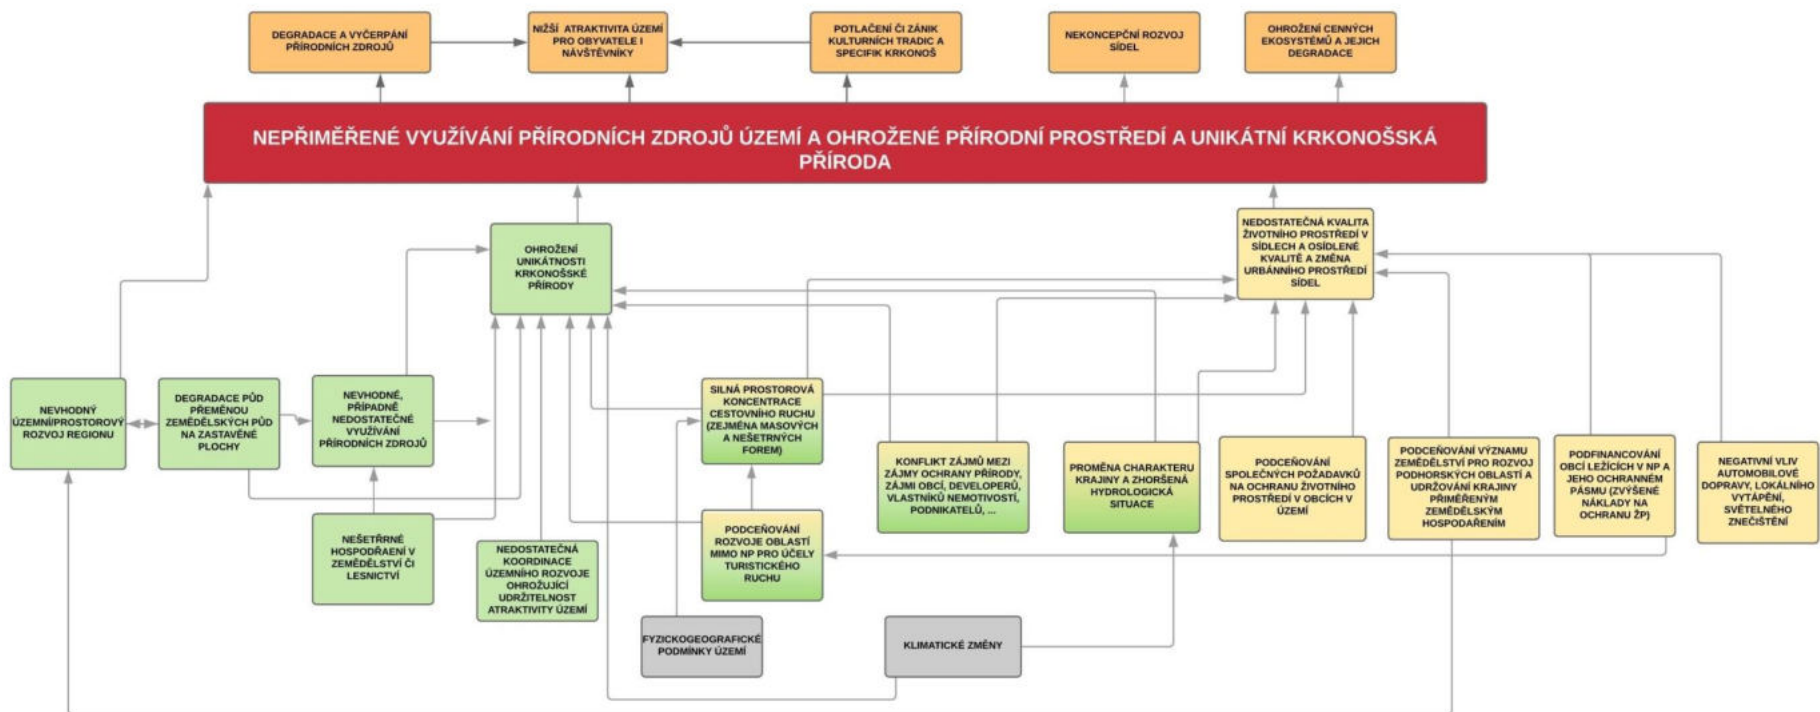 DEGRADACE A VYČERPÁNÍ
PŘÍRODNÍCH ZDROJŮ
NIŽŠÍ ATRAKTIVITA ÚZEMÍ
PRO OBYVATELE I
NÁVŠTĚVNÍKY
POTLAČENÍ ČI ZÁNIK
KULTURNÍCH TRADIC A
SPECIFIK KRKONOŠ
NEKONCEPČNÍ ROZVOJ
SÍDEL
OHROŽENÍ CENNÝCH
EKOSYSTÉMŮ A JEJICH
DEGRADACE
NEPŘIMĚŘENÉ VYUŽÍVÁNÍ PŘÍRODNÍCH ZDROJŮ ÚZEMÍ A OHROŽENÉ PŘÍRODNÍ PROSTŘEDÍ A UNIKÁTNÍ KRKONOŠSKÁ
PŘÍRODA
OHROŽENÍ
UNIKÁTNOSTI
KRKONOŠSKÉ
PŘÍRODY
NEDOSTATEČNÁ KVALITA
ŽIVOTNÍHO PROSTŘEDÍ V
SÍDLECH A OSÍDLENÉ
KVALITĚ A ZMĚNA
URBÁNNÍHO PROSTŘEDÍ
SÍDEL
NEVHODNÝ
ÚZEMNÍ/PROSTOROVÝ
ROZVOJ REGIONU
DEGRADACE PŮD
PŘEMĚNOU
ZEMĚDĚLSKÝCH PŮD
NA ZASTAVĚNÉ
PLOCHY
NEVHODNÉ,
PŘÍPADNĚ
NEDOSTATEČNÉ
VYUŽÍVÁNÍ
PŘÍRODNÍCH ZDROJŮ
SILNÁ PROSTOROVÁ
KONCENTRACE
CESTOVNÍHO RUCHU
(ZEJMÉNA MASOVÝCH
A NEŠETRNÝCH
FOREM)
KONFLIKT ZÁJMŮ MEZI
ZÁJMY OCHRANY PŘÍRODY,
ZÁJMI OBCÍ, DEVELOPERŮ,
VLASTNÍKŮ NEMOTIVOSTÍ,
PODNIKATELŮ, ...
PROMĚNA CHARAKTERU
KRAJINY A ZHORŠENÁ
HYDROLOGICKÁ
SITUACE
PODCEŇOVÁNÍ
SPOLEČNÝCH POŽADAVKŮ
NA OCHRANU ŽIVOTNÍHO
PROSTŘEDÍ V OBCÍCH V
ÚZEMÍ
PODCEŇOVÁNÍ VÝZNAMU
ZEMĚDĚLSTVÍ PRO ROZVOJ
PODHORSKÝCH OBLASTÍ A
UDRŽOVÁNÍ KRAJINY
PŘIMĚŘENÝM
ZEMĚDĚLSKÝM
HOSPODAŘENÍM
PODFINANCOVÁNÍ
OBCÍ LEŽÍCÍCH V NP A
JEHO OCHRANNÉM
PÁSMU (ZVÝŠENÉ
NÁKLADY NA
OCHRANU ŽP)
NEGATIVNÍ VLIV
AUTOMOBILOVÉ
DOPRAVY, LOKÁLNÍHO
VYTÁPĚNÍ,
SVĚTELNÉHO
ZNEČIŠTĚNÍ
NEŠETŘRNÉ
HOSPODŘAENÍ V
ZEMĚDĚLSTVÍ ČI
LESNICTVÍ
NEDOSTATEČNÁ
KOORDINACE
ÚZEMNÍHO ROZVOJE
OHROŽUJÍCÍ
UDRŽITELNOST
ATRAKTIVITY ÚZEMÍ
PODCEŇOVÁNÍ
ROZVOJE OBLASTÍ
MIMO NP PRO ÚČELY
TURISTICKÉHO
RUCHU
FYZICKOGEOGRAFICKÉ
PODMÍNKY ÚZEMÍ
KLIMATICKÉ ZMĚNY